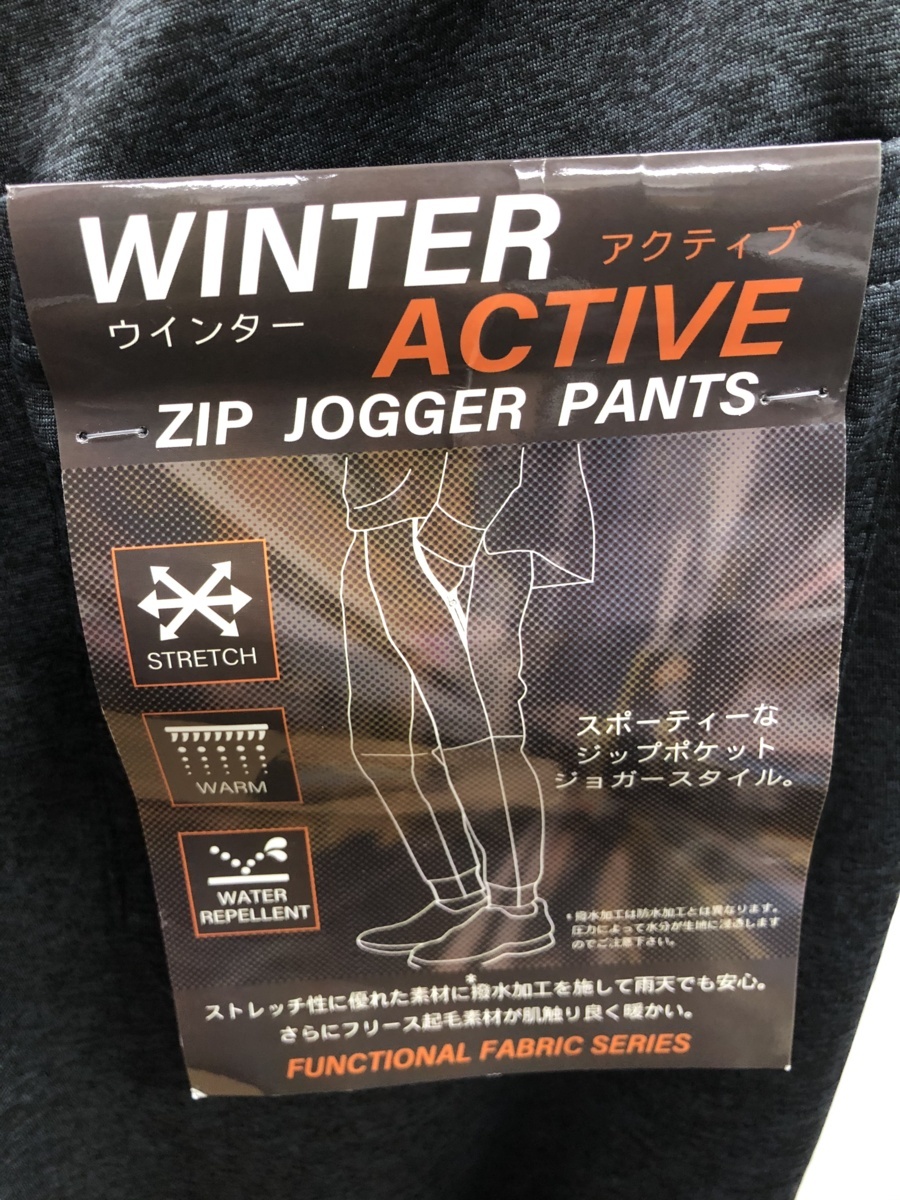 WINTER
アクティブ
ウインター
ACTIVE
ZIP JOGGER PANTS
STRETCH
WARM
WATER
REPELLENT
スポーティーな
ジップポケット
ジョガースタイル。
*撥水加工は防水加工とは異なります。
圧力によって水分が生地に浸透します
のでご注意下さい。
ストレッチ性に優れた素材に*撥水加工を施して雨天でも安心。
さらにフリース起毛素材が肌触り良く暖かい。
FUNCTIONAL FABRIC SERIES